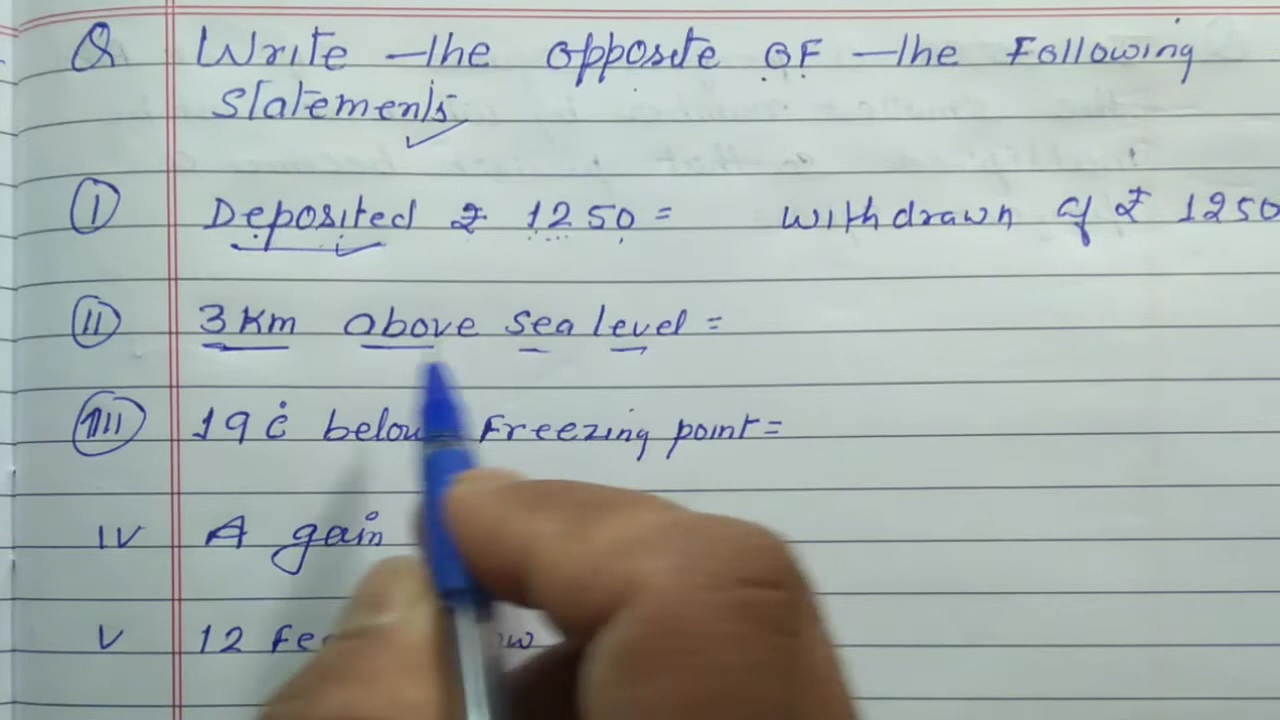 Q Write the opposite of the following
statements
(I) Deposited ₹ 1250 = withdrawn of ₹ 1250
(II) 3 Km above sea level =
(III) 19 °C below freezing point =
IV A gain
V 12